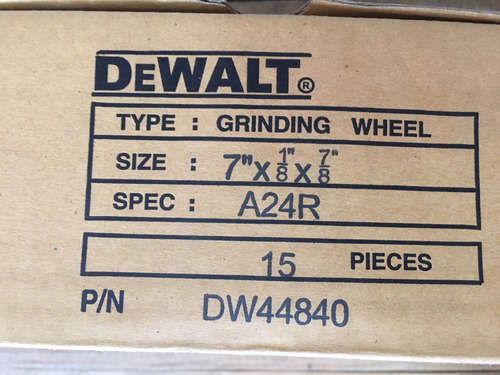 DEWALT®
TYPE : GRINDING WHEEL
SIZE : 7"x1/8"x7/8"
SPEC : A24R
15 PIECES
P/N DW44840